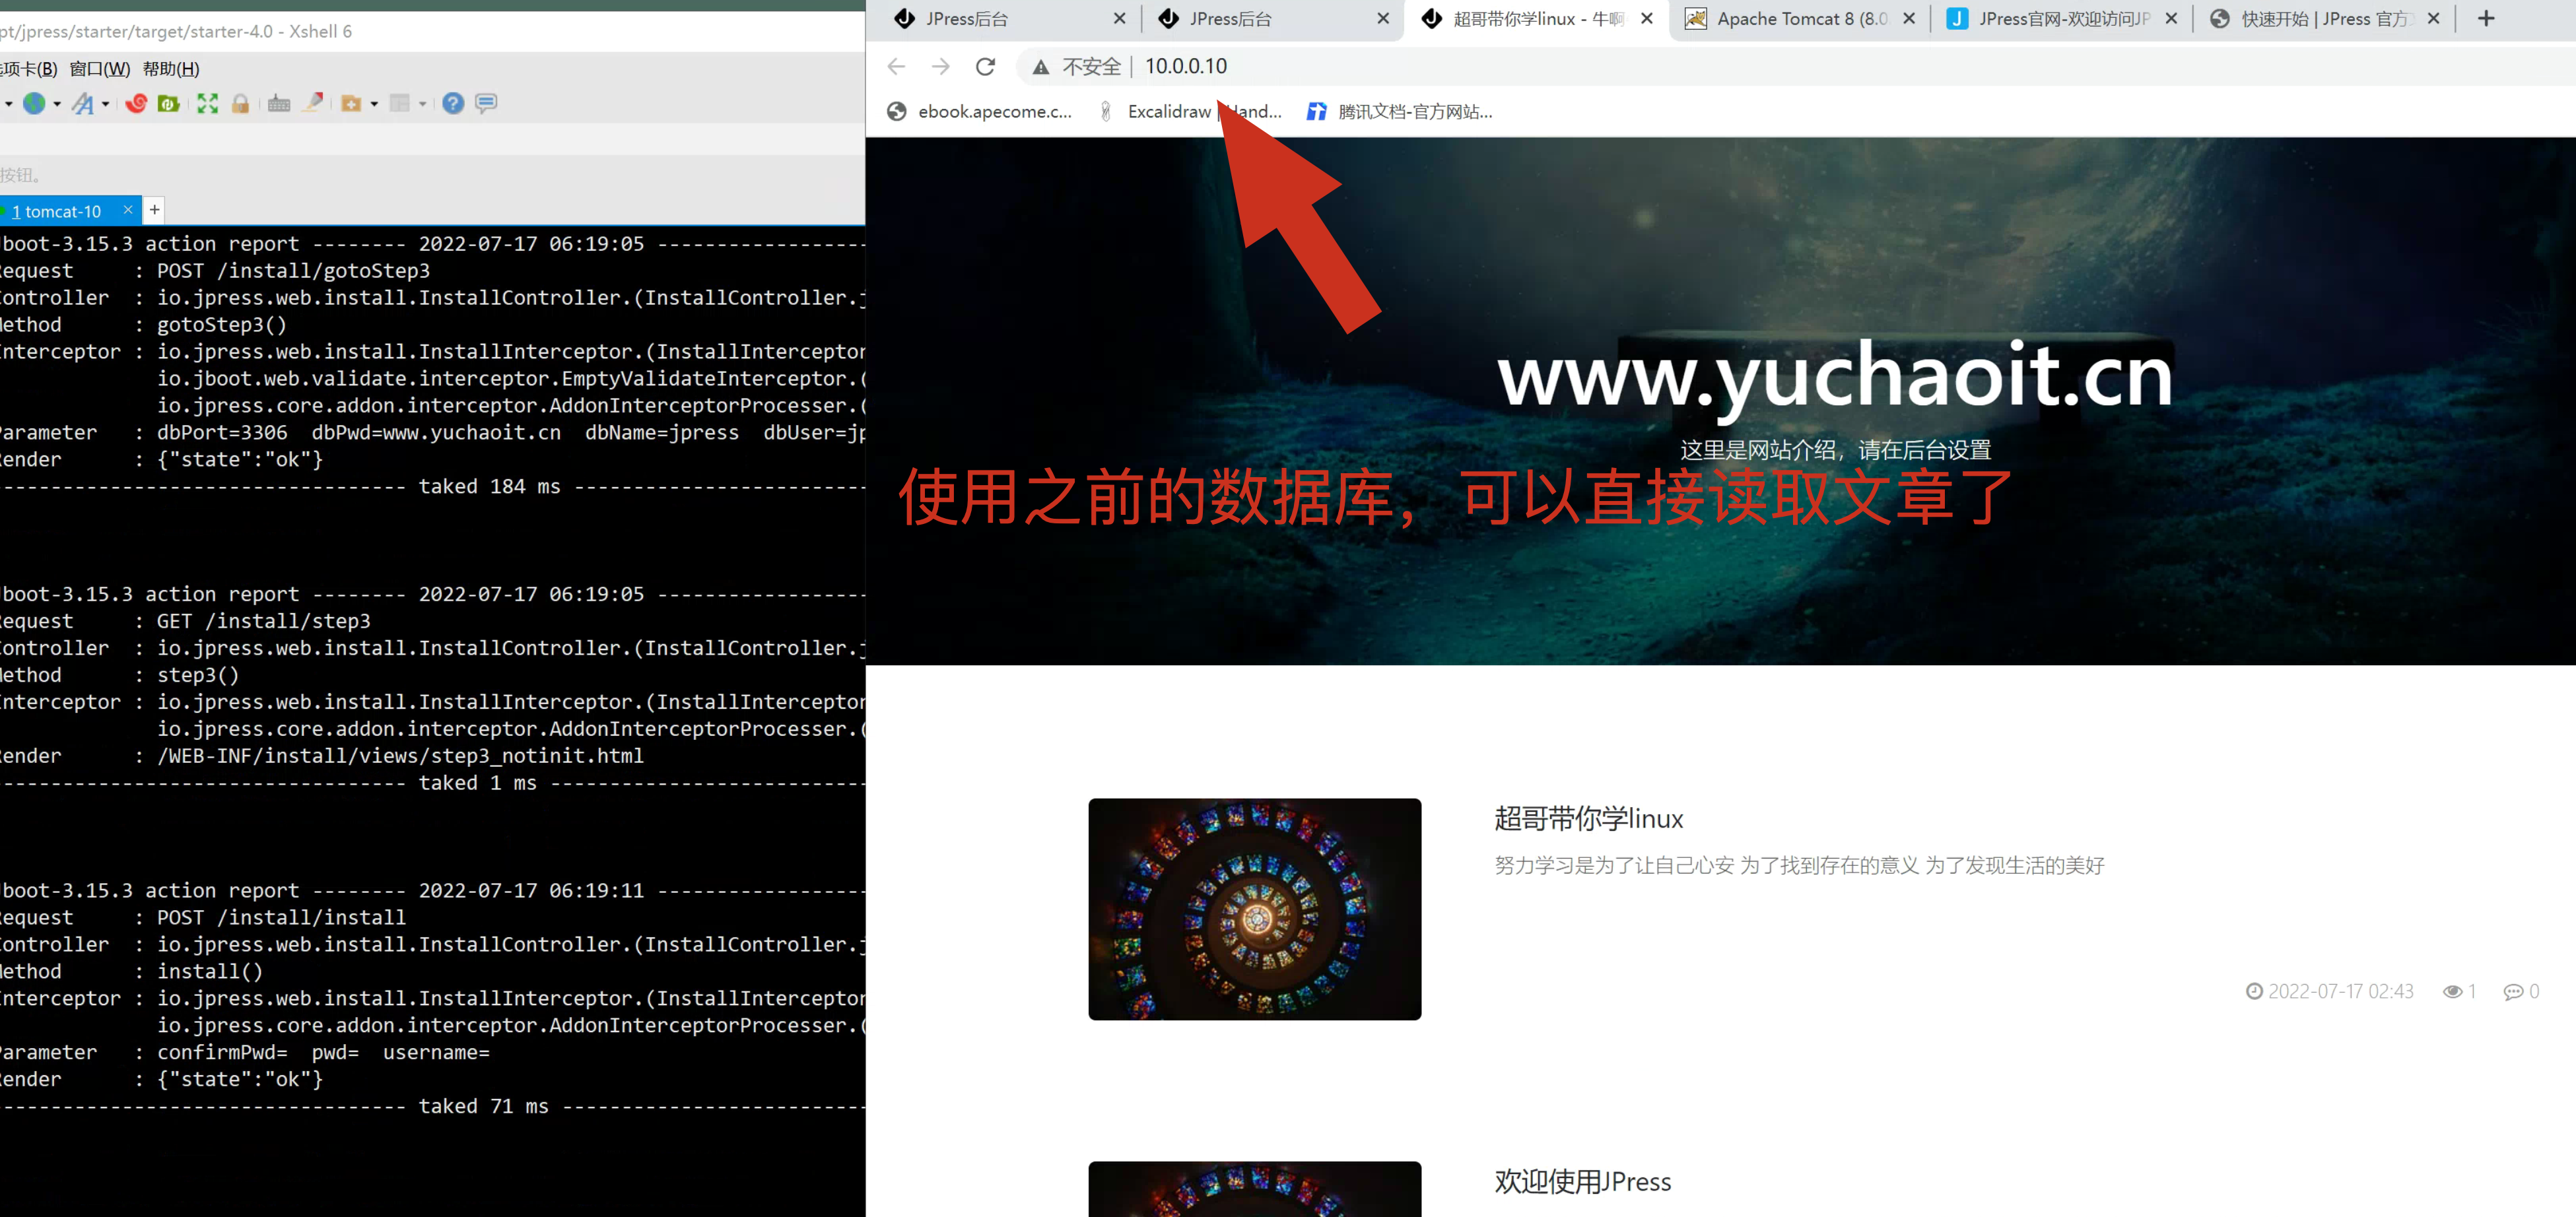 pt/jpress/starter/target/starter-4.0 - Xshell 6
选项卡(B) 窗口(W) 帮助(H)
按钮。
1 tomcat-10
boot-3.15.3 action report -------- 2022-07-17 06:19:05 ------------------
equest : POST /install/gotoStep3
ontroller : io.jpress.web.install.InstallController.(InstallController.j
ethod : gotoStep3()
nterceptor : io.jpress.web.install.InstallInterceptor.(InstallInterceptor
io.jboot.web.validate.interceptor.EmptyValidateInterceptor.(
io.jpress.core.addon.interceptor.AddonInterceptorProcesser.(
arameter : dbPort=3306 dbPwd=www.yuchaoit.cn dbName=jpress dbUser=jp
ender : {"state":"ok"}
---------------------------------- taked 184 ms -------------------------
boot-3.15.3 action report -------- 2022-07-17 06:19:05 ------------------
equest : GET /install/step3
ontroller : io.jpress.web.install.InstallController.(InstallController.j
ethod : step3()
nterceptor : io.jpress.web.install.InstallInterceptor.(InstallInterceptor
io.jpress.core.addon.interceptor.AddonInterceptorProcesser.(
ender : /WEB-INF/install/views/step3_notinit.html
---------------------------------- taked 1 ms ---------------------------
boot-3.15.3 action report -------- 2022-07-17 06:19:11 ------------------
equest : POST /install/install
ontroller : io.jpress.web.install.InstallController.(InstallController.j
ethod : install()
nterceptor : io.jpress.web.install.InstallInterceptor.(InstallInterceptor
io.jpress.core.addon.interceptor.AddonInterceptorProcesser.(
arameter : confirmPwd= pwd= username=
ender : {"state":"ok"}
---------------------------------- taked 71 ms --------------------------
JPress后台
JPress后台
超哥带你学linux - 牛啊
Apache Tomcat 8 (8.0
JPress官网-欢迎访问JP
快速开始 | JPress 官方
不安全 | 10.0.0.10
ebook.apecome.c...
Excalidraw | Hand...
腾讯文档-官方网站...
www.yuchaoit.cn
这里是网站介绍，请在后台设置
使用之前的数据库，可以直接读取文章了
超哥带你学linux
努力学习是为了让自己心安 为了找到存在的意义 为了发现生活的美好
2022-07-17 02:43 1 0
欢迎使用JPress